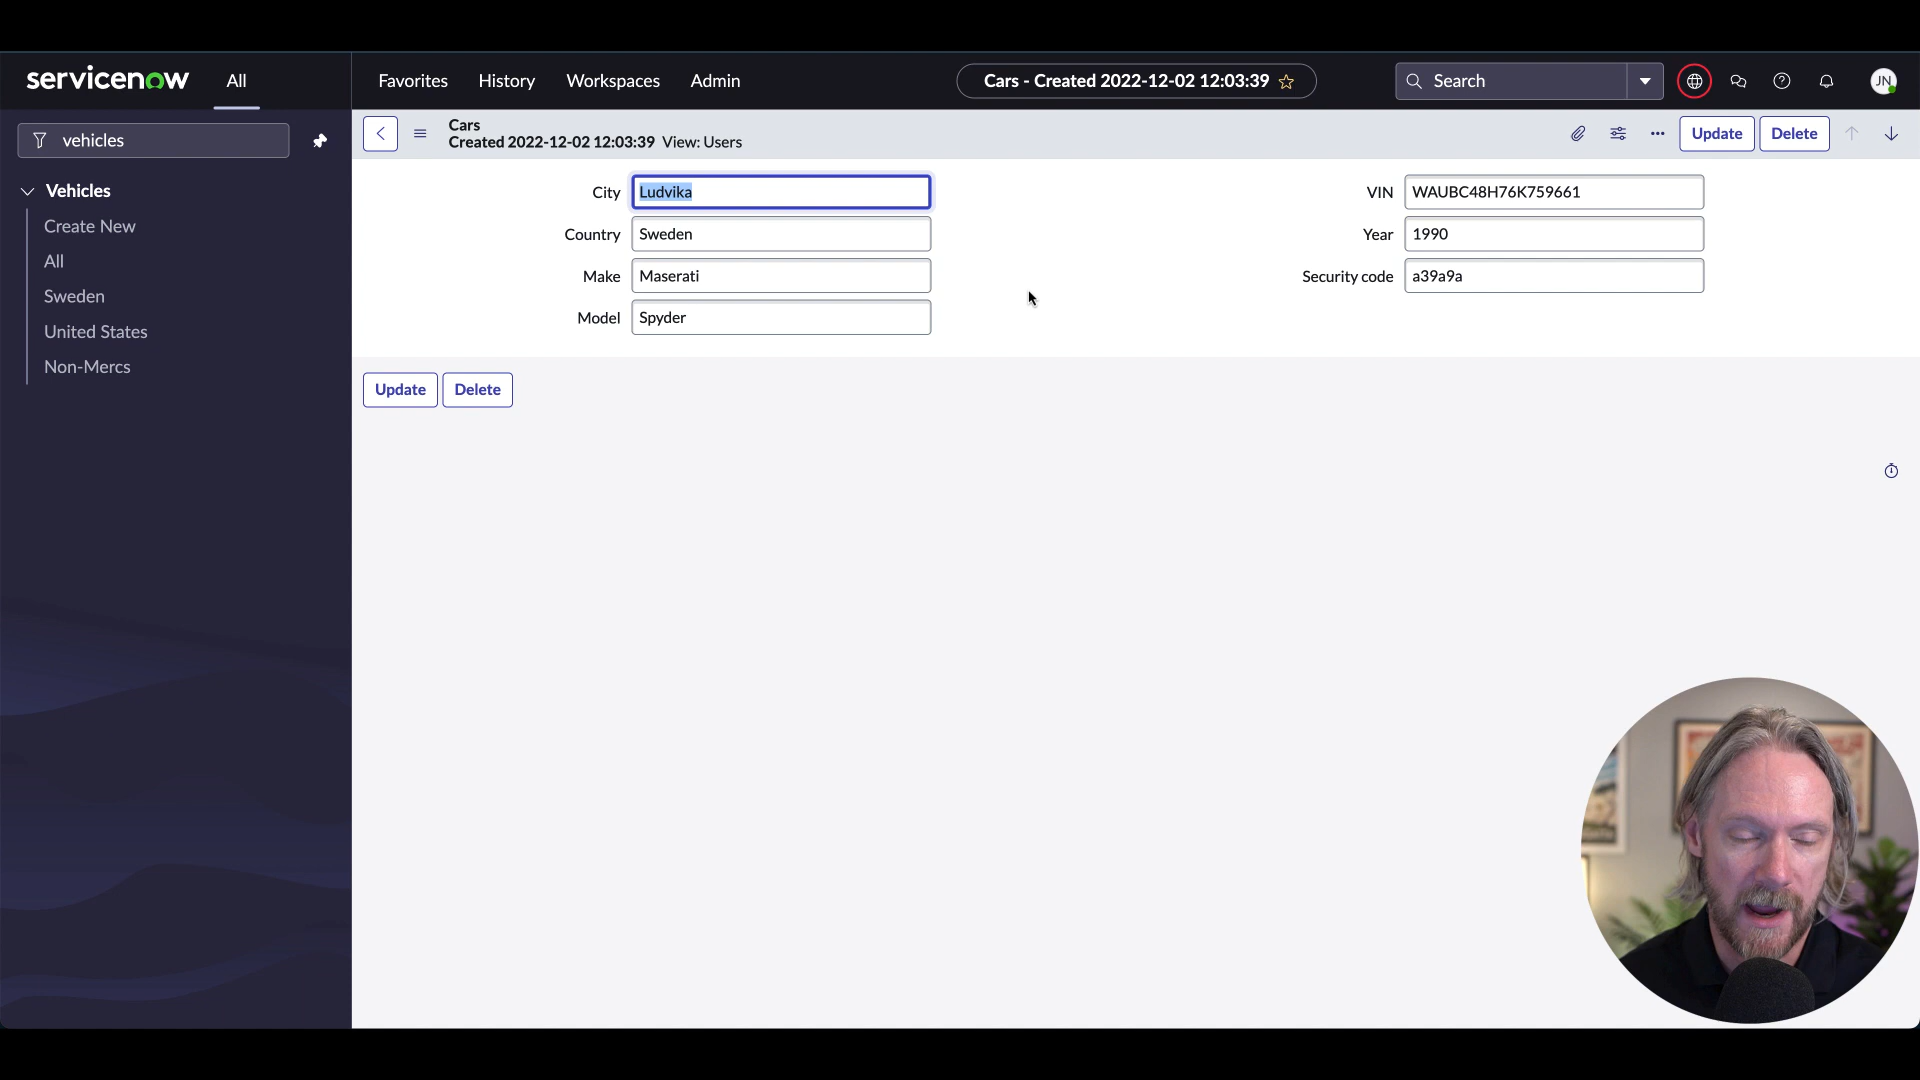 servicenow
All
Favorites
History
Workspaces
Admin
Cars - Created 2022-12-02 12:03:39
Search
JN
vehicles
Vehicles
Create New
All
Sweden
United States
Non-Mercs
Cars
Created 2022-12-02 12:03:39 View: Users
Update
Delete
City
Ludvika
Country
Sweden
Make
Maserati
Model
Spyder
VIN
WAUBC48H76K759661
Year
1990
Security code
a39a9a
Update
Delete